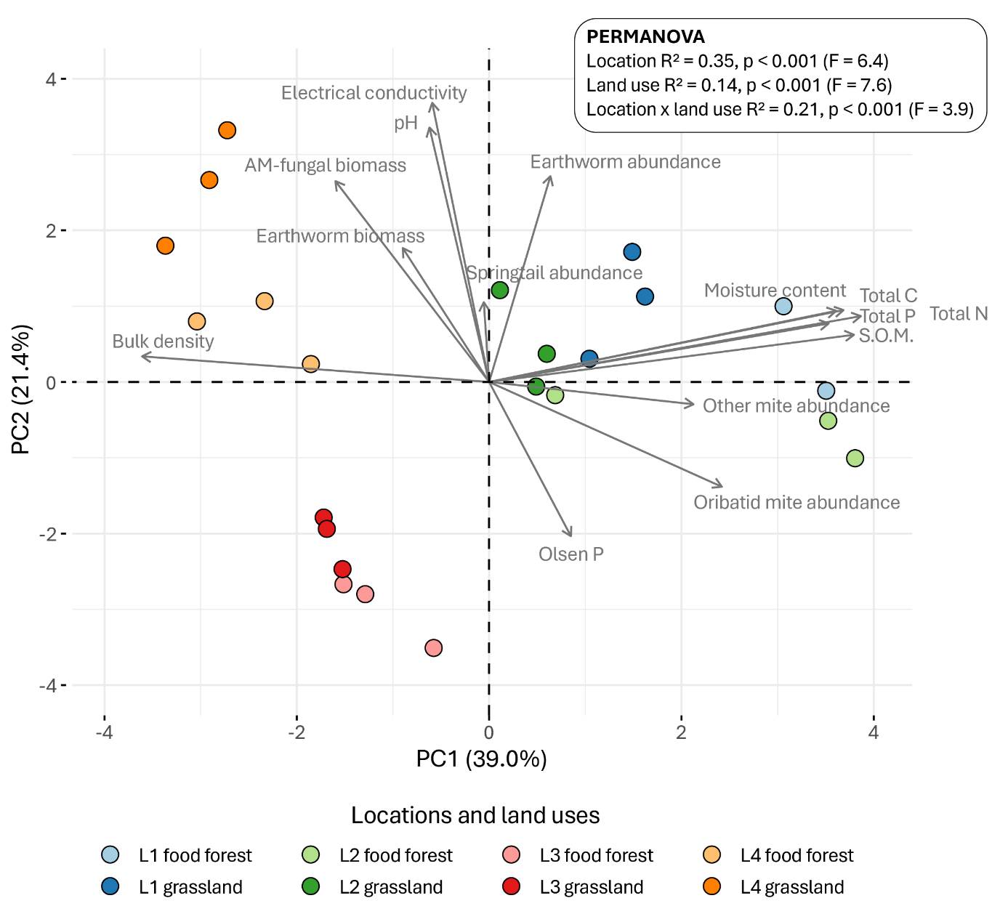 PERMANOVA
Location R² = 0.35, p < 0.001 (F = 6.4)
Land use R² = 0.14, p < 0.001 (F = 7.6)
Location x land use R² = 0.21, p < 0.001 (F = 3.9)
4
Electrical conductivity
pH
AM-fungal biomass
Earthworm abundance
2
Earthworm biomass
Springtail abundance
Moisture content
Total C
Total P
Total N
S.O.M.
Bulk density
0
Other mite abundance
Oribatid mite abundance
-2
Olsen P
-4
PC2 (21.4%)
-4 -2 0 2 4
PC1 (39.0%)
Locations and land uses
L1 food forest L2 food forest L3 food forest L4 food forest
L1 grassland L2 grassland L3 grassland L4 grassland